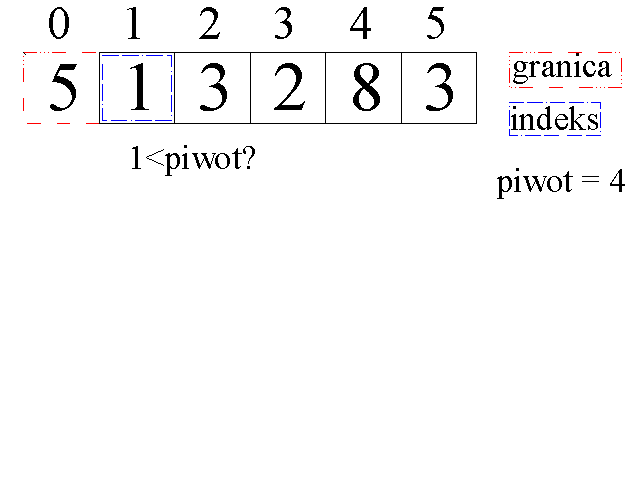 0 1 2 3 4 5
5 1 3 2 8 3
granica
indeks
1<piwot?
piwot = 4